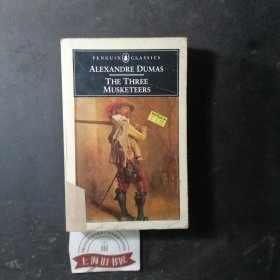 PENGUIN CLASSICS
ALEXANDRE DUMAS
THE THREE
MUSKETEERS
上海旧书店